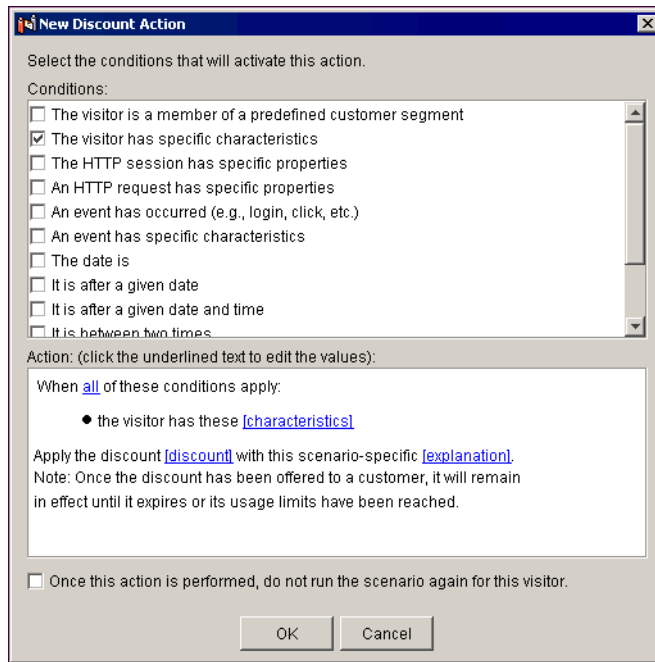 New Discount Action
Select the conditions that will activate this action.
Conditions:
The visitor is a member of a predefined customer segment
The visitor has specific characteristics
The HTTP session has specific properties
An HTTP request has specific properties
An event has occurred (e.g., login, click, etc.)
An event has specific characteristics
The date is
It is after a given date
It is after a given date and time
It is between two times
Action: (click the underlined text to edit the values):
When all of these conditions apply:
the visitor has these [characteristics]
Apply the discount [discount] with this scenario-specific [explanation].
Note: Once the discount has been offered to a customer, it will remain
in effect until it expires or its usage limits have been reached.
Once this action is performed, do not run the scenario again for this visitor.
OK Cancel